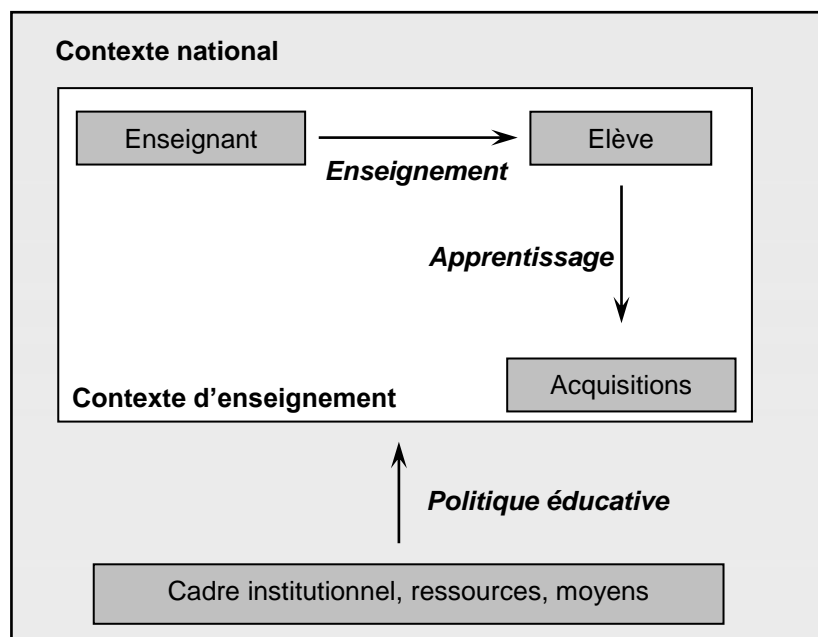 Contexte national
Enseignant
Elève
Enseignement
Apprentissage
Acquisitions
Contexte d’enseignement
Politique éducative
Cadre institutionnel, ressources, moyens